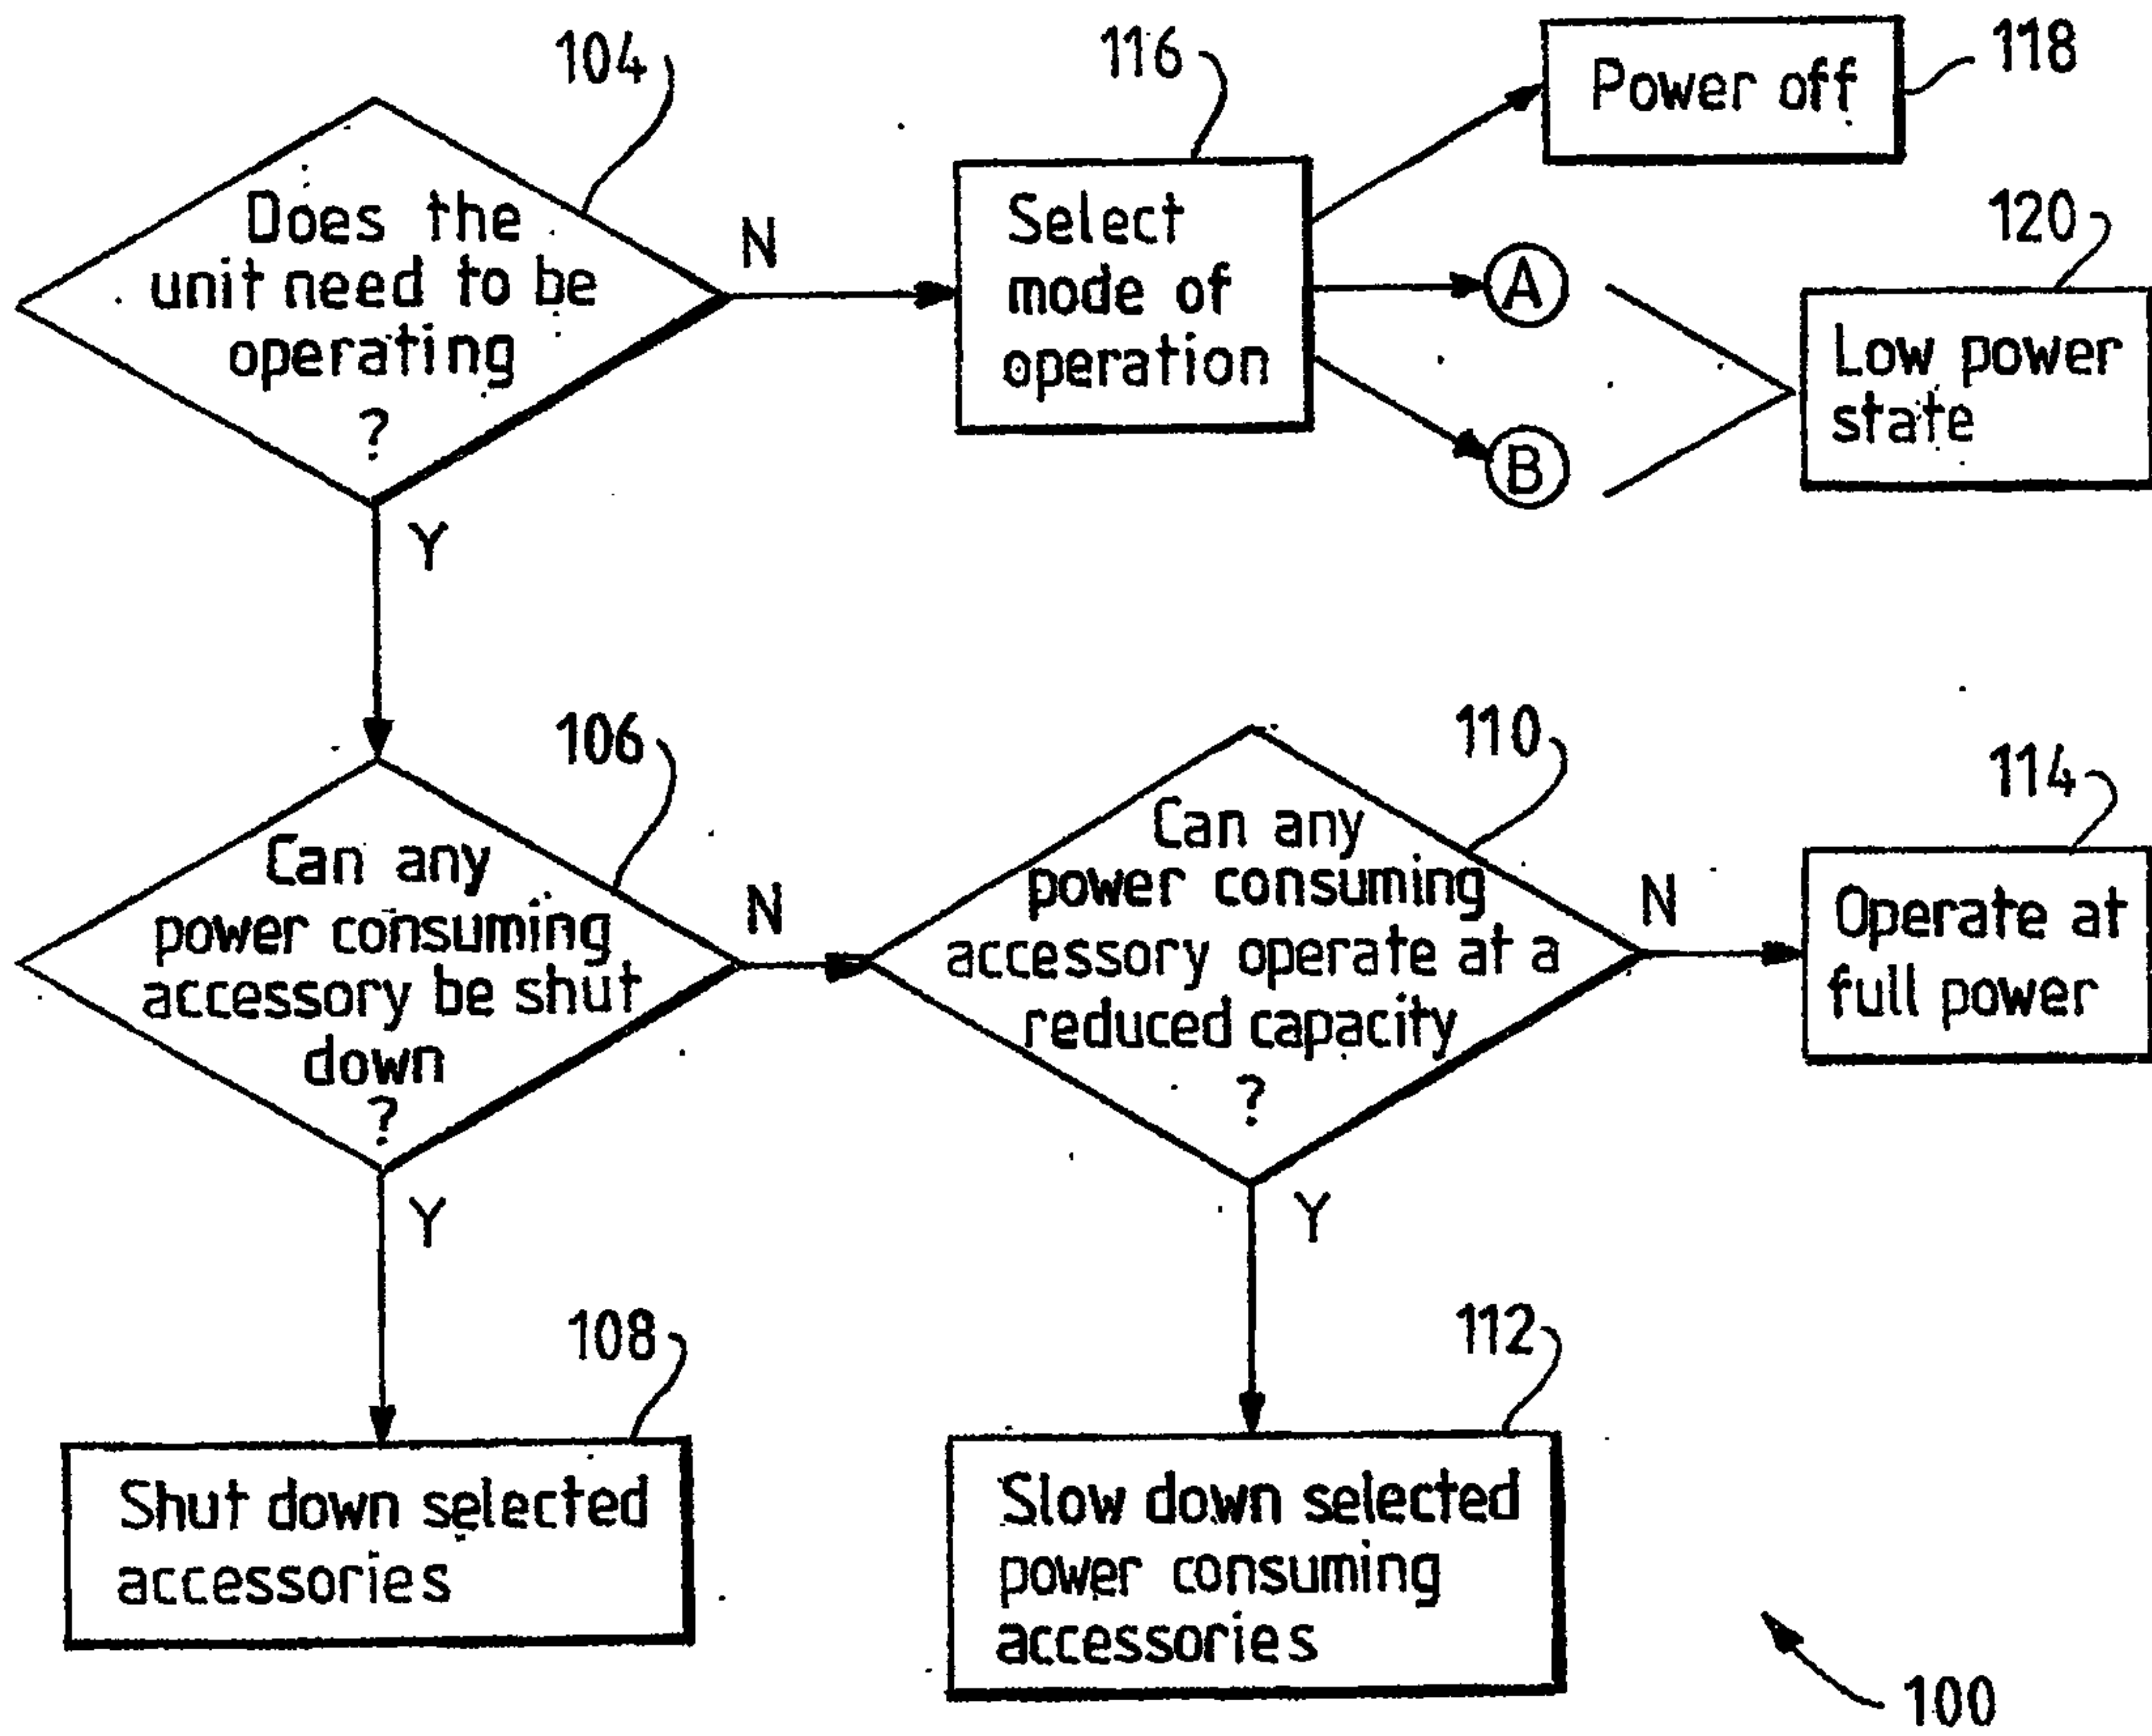 104
Does the
unit need to be
operating
?
N
Y
116
Select
mode of
operation
Power off
118
A
B
120
Low power
state
106
Can any
power consuming
accessory be shut
down
?
N
Y
110
Can any
power consuming
accessory operate at a
reduced capacity
?
N
Y
114
Operate at
full power
108
Shut down selected
accessories
112
Slow down selected
power consuming
accessories
100